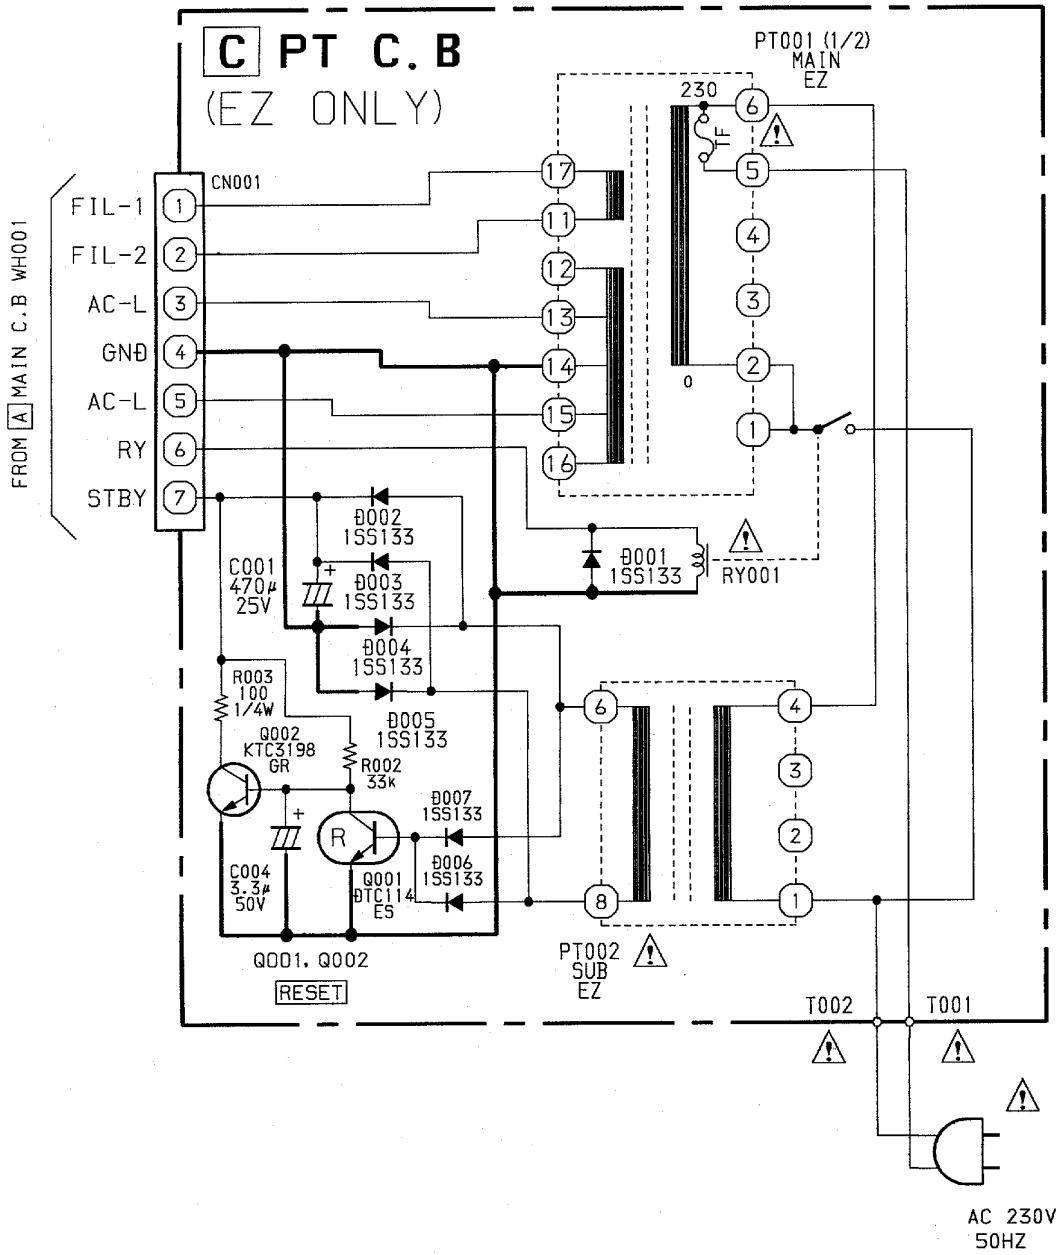 C PT C.B
(EZ ONLY)
PT001 (1/2)
MAIN
EZ
230
6
TF
5
4
3
2
0
1
17
11
12
13
14
15
16
CN001
FROM A MAIN C.B WH001
FIL-1 1
FIL-2 2
AC-L 3
GND 4
AC-L 5
RY 6
STBY 7
D002
1SS133
D003
1SS133
D004
1SS133
D005
1SS133
C001
470μ
25V
+
D001
1SS133
RY001
R003
100
1/4W
Q002
KTC3198
GR
R002
33k
D007
1SS133
D006
1SS133
R
Q001
DTC114
ES
+
C004
3.3μ
50V
Q001, Q002
RESET
6
8
4
3
2
1
PT002
SUB
EZ
T002
T001
!
!
!
!
!
!
AC 230V
50HZ